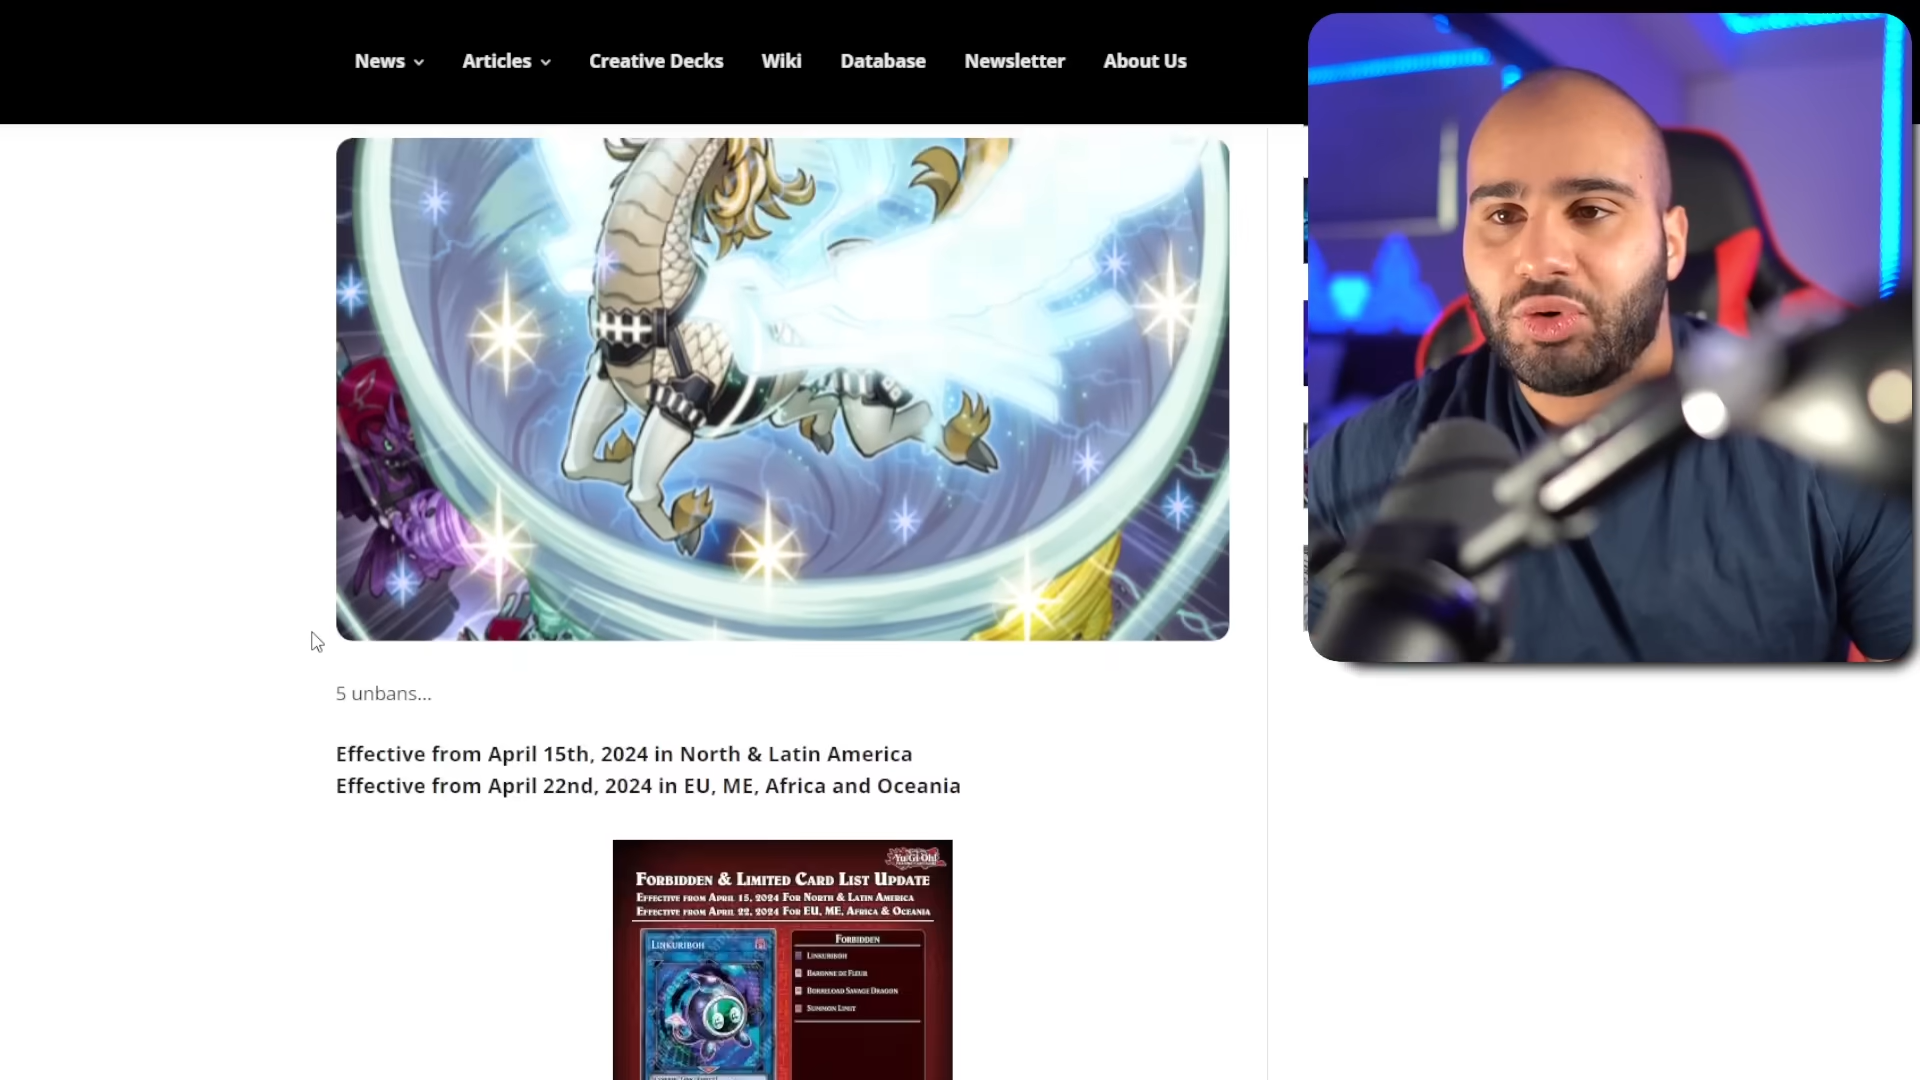 News
Articles
Creative Decks
Wiki
Database
Newsletter
About Us
5 unbans...
Effective from April 15th, 2024 in North & Latin America
Effective from April 22nd, 2024 in EU, ME, Africa and Oceania
Yu-Gi-Oh!
Forbidden & Limited Card List Update
Effective from April 15, 2024 For North & Latin America
Effective from April 22, 2024 For EU, ME, Africa & Oceania
Linkuriboh
Forbidden
Linkuriboh
Baronne de Fleur
Borreload Savage Dragon
Summon Limit